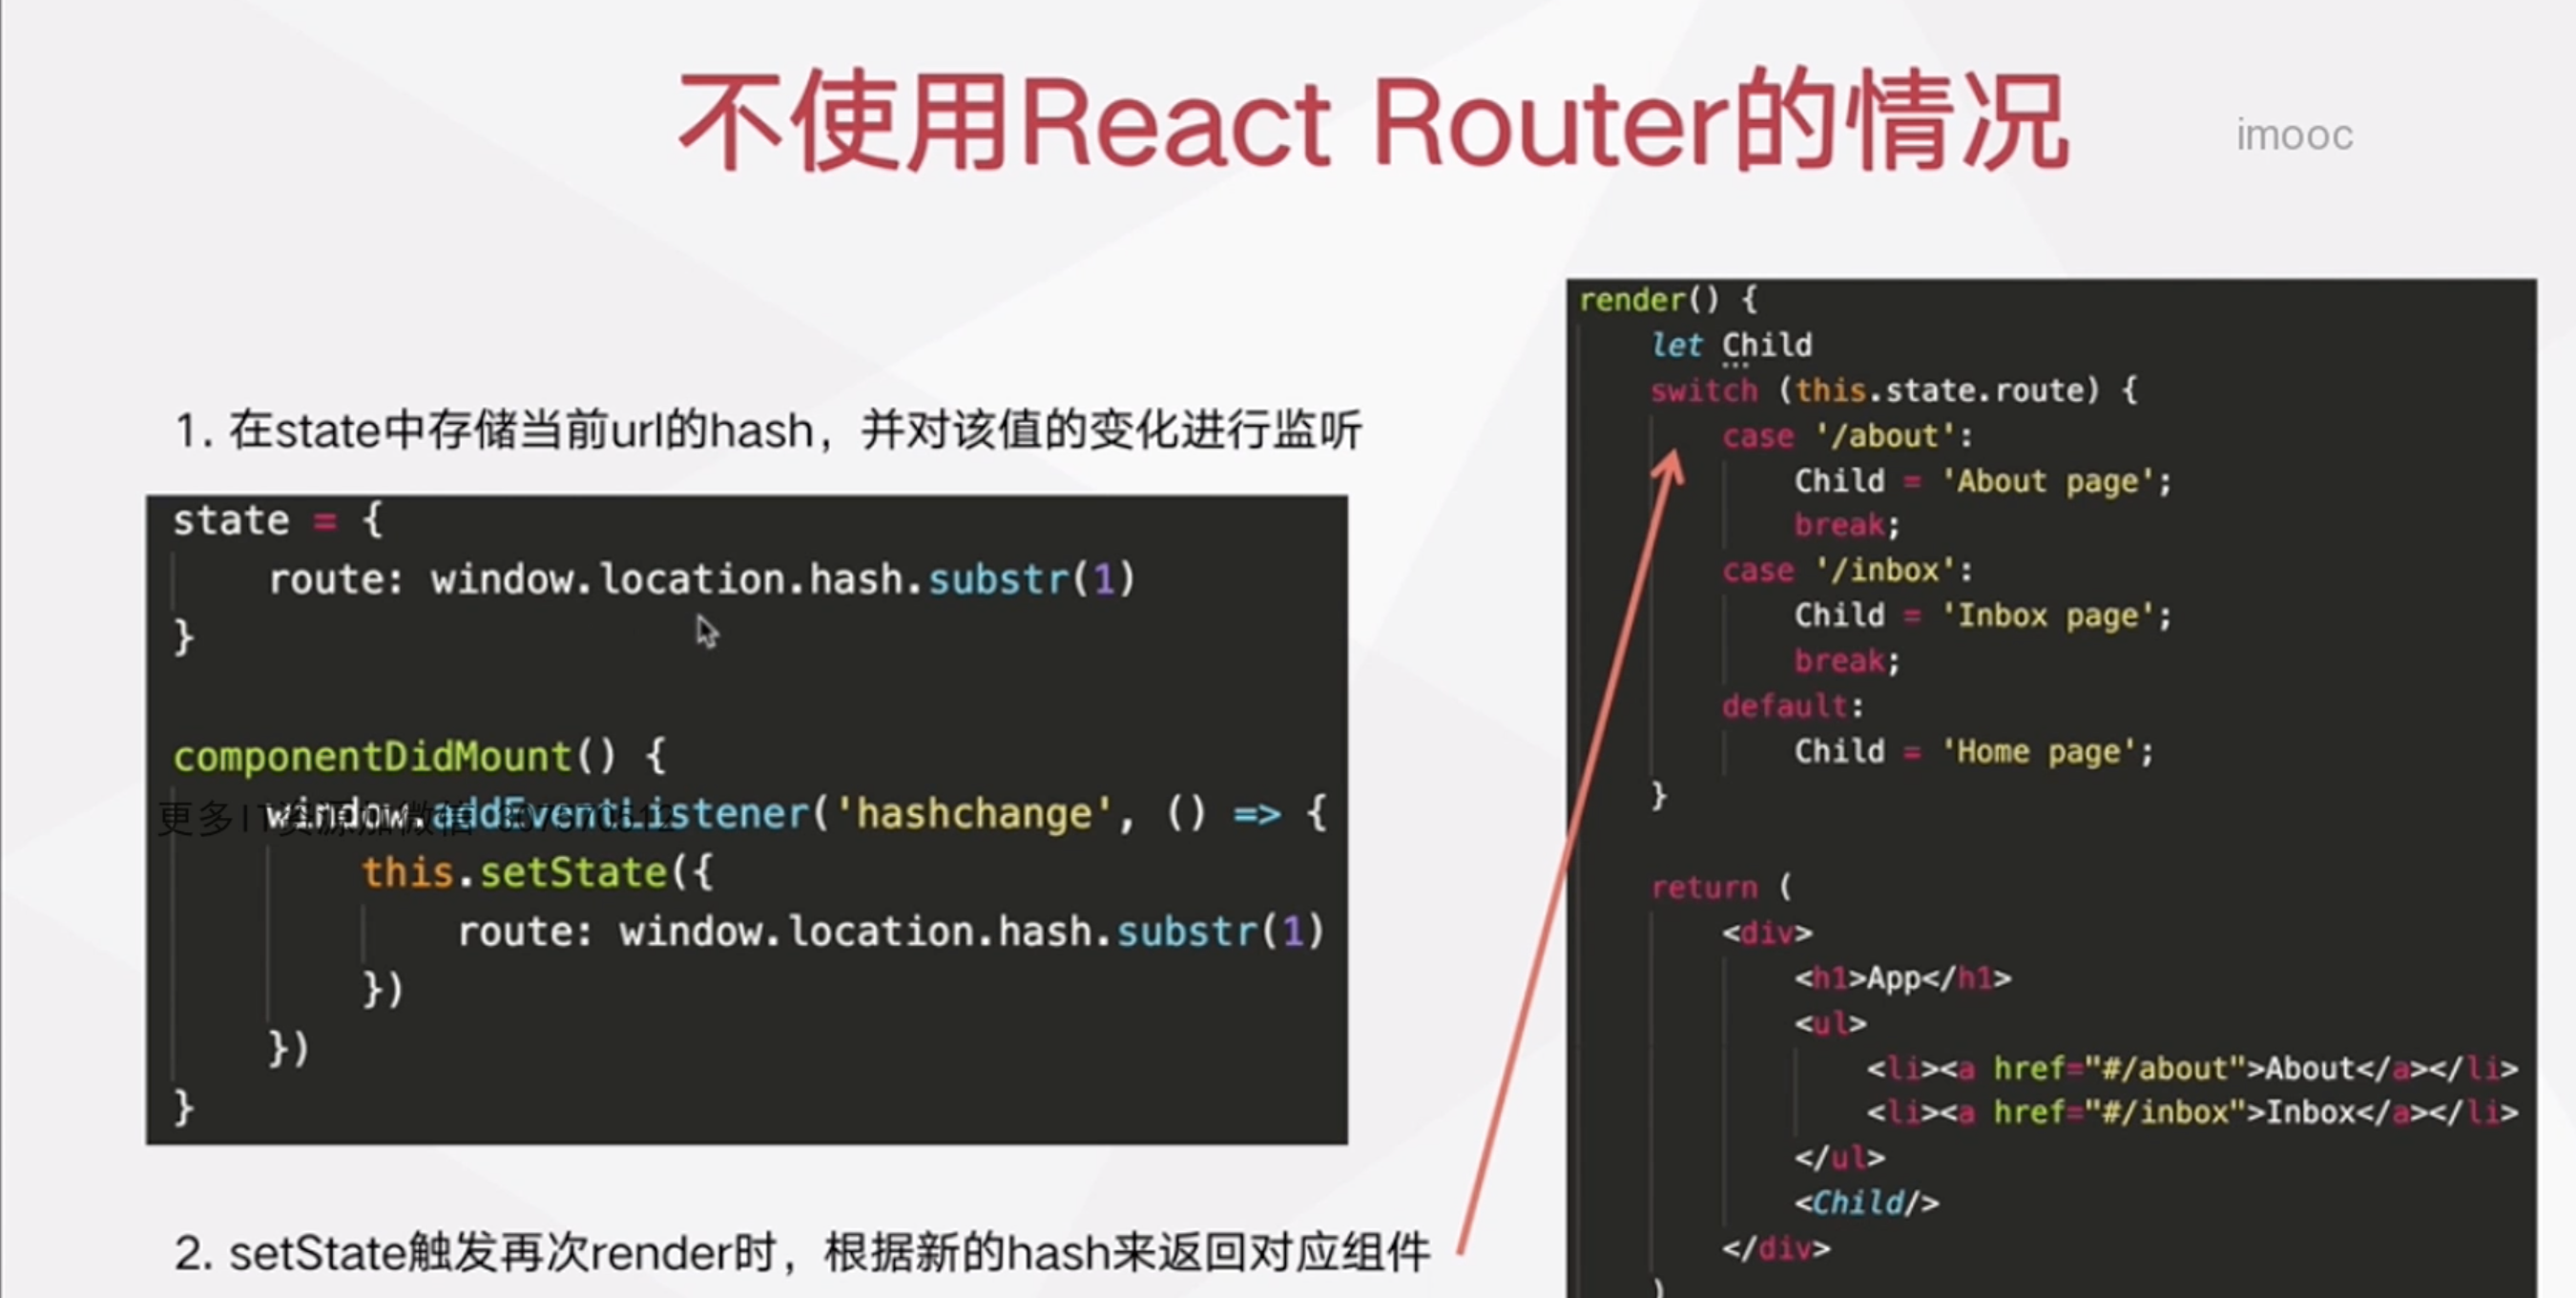 不使用React Router的情况
imooc
1. 在state中存储当前url的hash，并对该值的变化进行监听
state = {
route: window.location.hash.substr(1)
}
componentDidMount() {
window.addEventListener('hashchange', () => {
更多IT资源加微信
this.setState({
route: window.location.hash.substr(1)
})
})
}
2. setState触发再次render时，根据新的hash来返回对应组件
render() {
let Child
switch (this.state.route) {
case '/about':
Child = 'About page';
break;
case '/inbox':
Child = 'Inbox page';
break;
default:
Child = 'Home page';
}
return (
<div>
<h1>App</h1>
<ul>
<li><a href="#/about">About</a></li>
<li><a href="#/inbox">Inbox</a></li>
</ul>
<Child/>
</div>
)